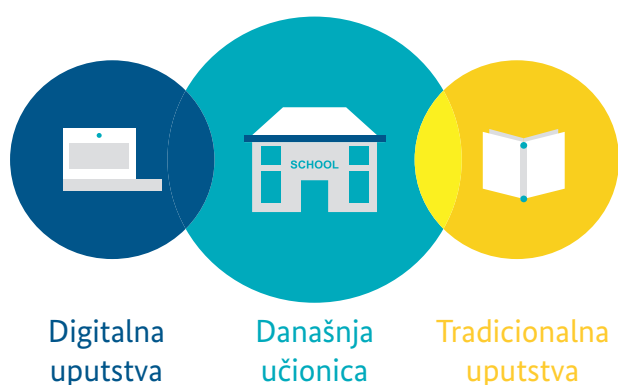 SCHOOL
Digitalna
uputstva
Današnja
učionica
Tradicionalna
uputstva